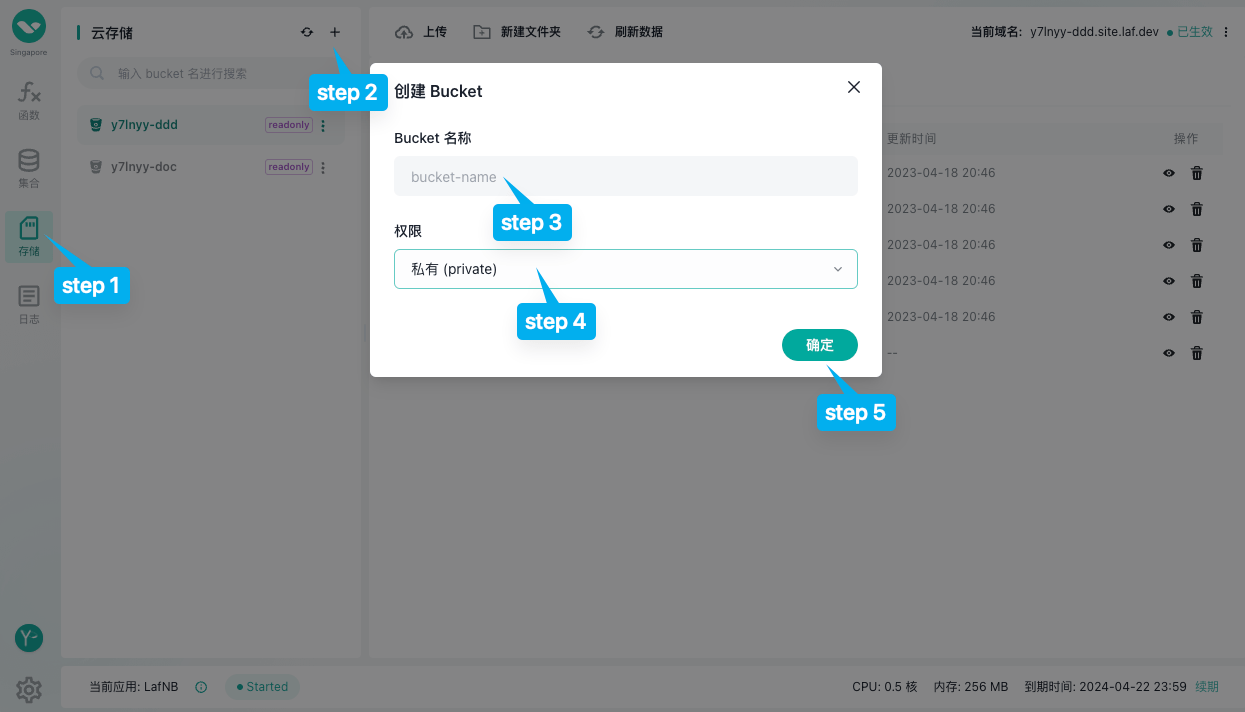 Singapore
函数
集合
存储
日志
云存储
输入 bucket 名进行搜索
y7lnyy-ddd
readonly
y7lnyy-doc
readonly
上传
新建文件夹
刷新数据
当前域名: y7lnyy-ddd.site.laf.dev
已生效
更新时间
操作
2023-04-18 20:46
2023-04-18 20:46
2023-04-18 20:46
2023-04-18 20:46
2023-04-18 20:46
--
创建 Bucket
Bucket 名称
bucket-name
权限
私有 (private)
确定
step 1
step 2
step 3
step 4
step 5
Y-
当前应用: LafNB
Started
CPU: 0.5 核
内存: 256 MB
到期时间: 2024-04-22 23:59
续期